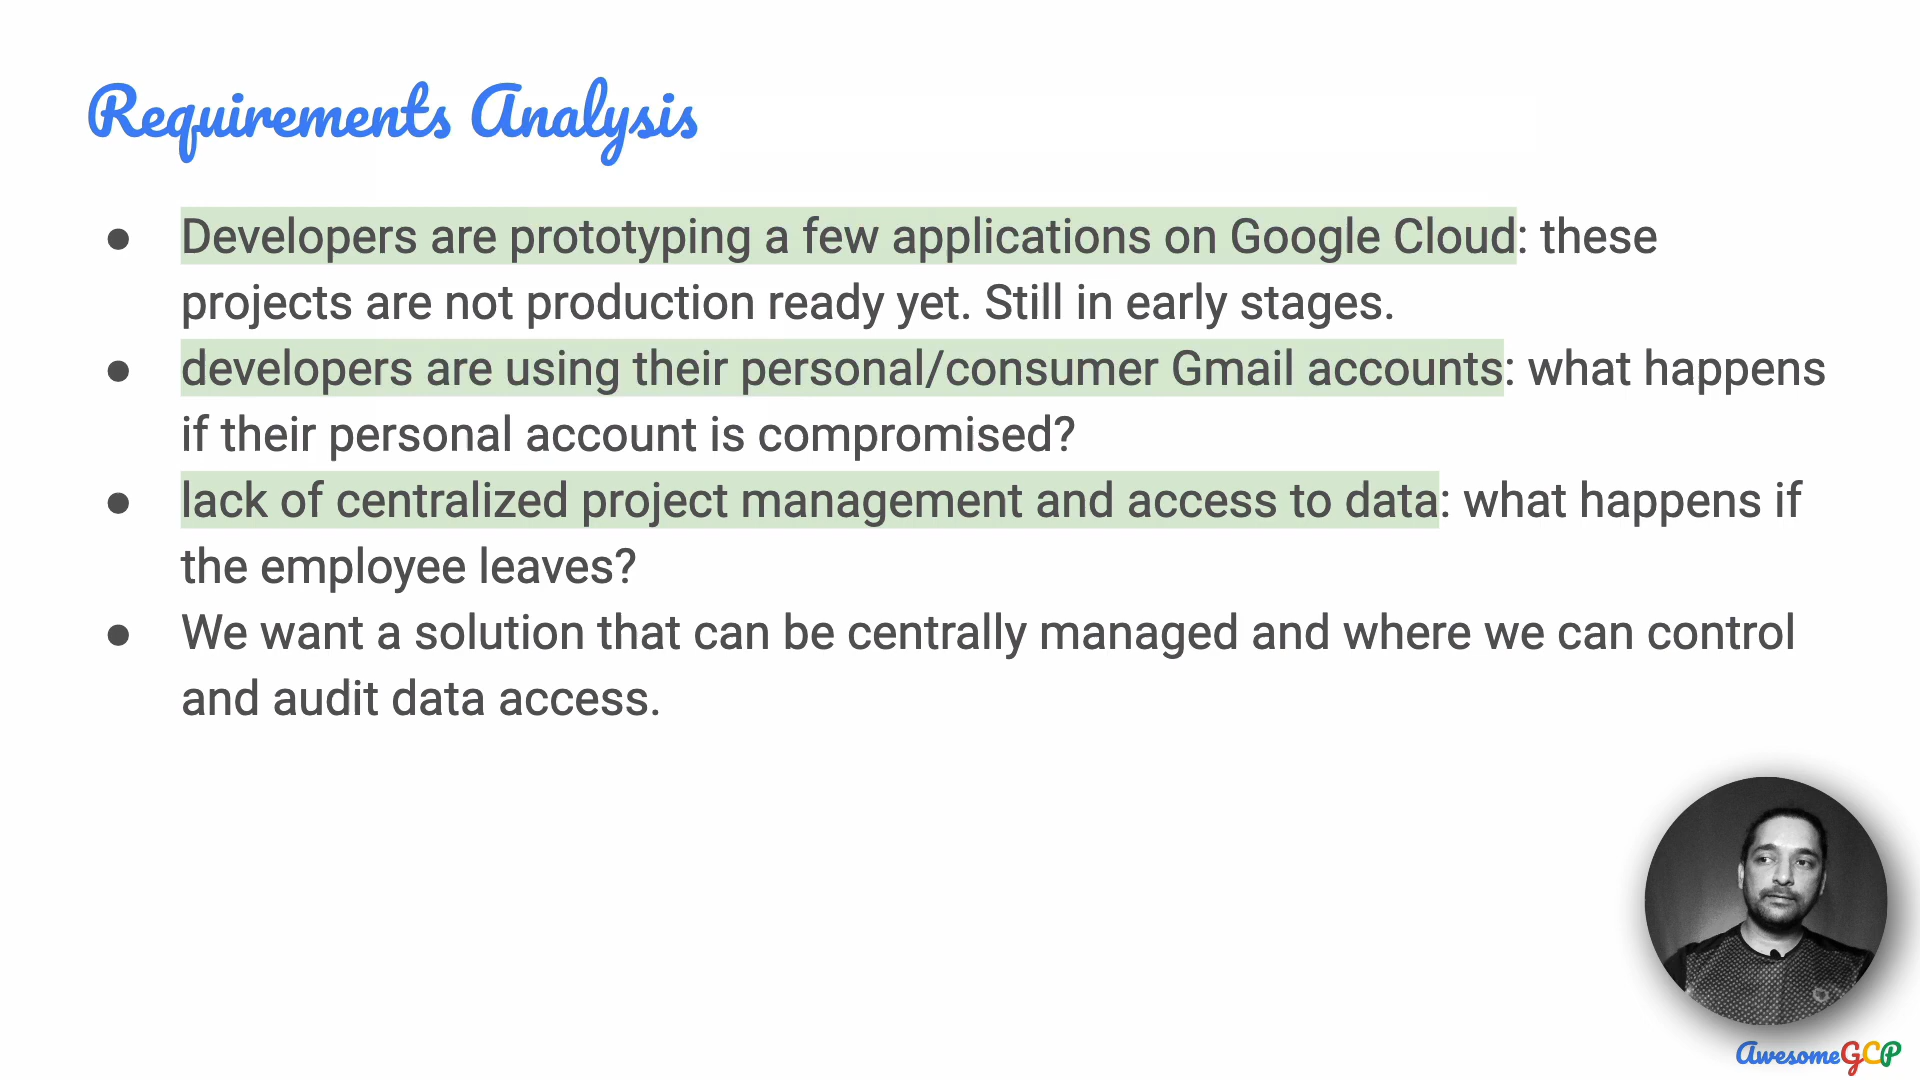 Requirements Analysis
● Developers are prototyping a few applications on Google Cloud: these
projects are not production ready yet. Still in early stages.
● developers are using their personal/consumer Gmail accounts: what happens
if their personal account is compromised?
● lack of centralized project management and access to data: what happens if
the employee leaves?
● We want a solution that can be centrally managed and where we can control
and audit data access.
AwesomeGCP